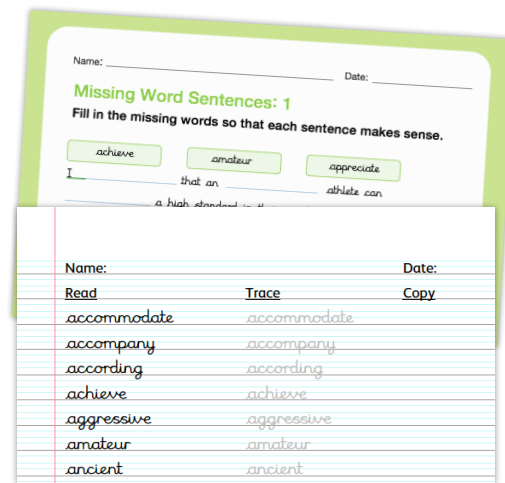 Name:
Date:
Missing Word Sentences: 1
Fill in the missing words so that each sentence makes sense.
achieve amateur appreciate
I that an athlete can
a high standard in
Name: Date:
Read Trace Copy
accommodate accommodate
accompany accompany
according according
achieve achieve
aggressive aggressive
amateur amateur
ancient ancient